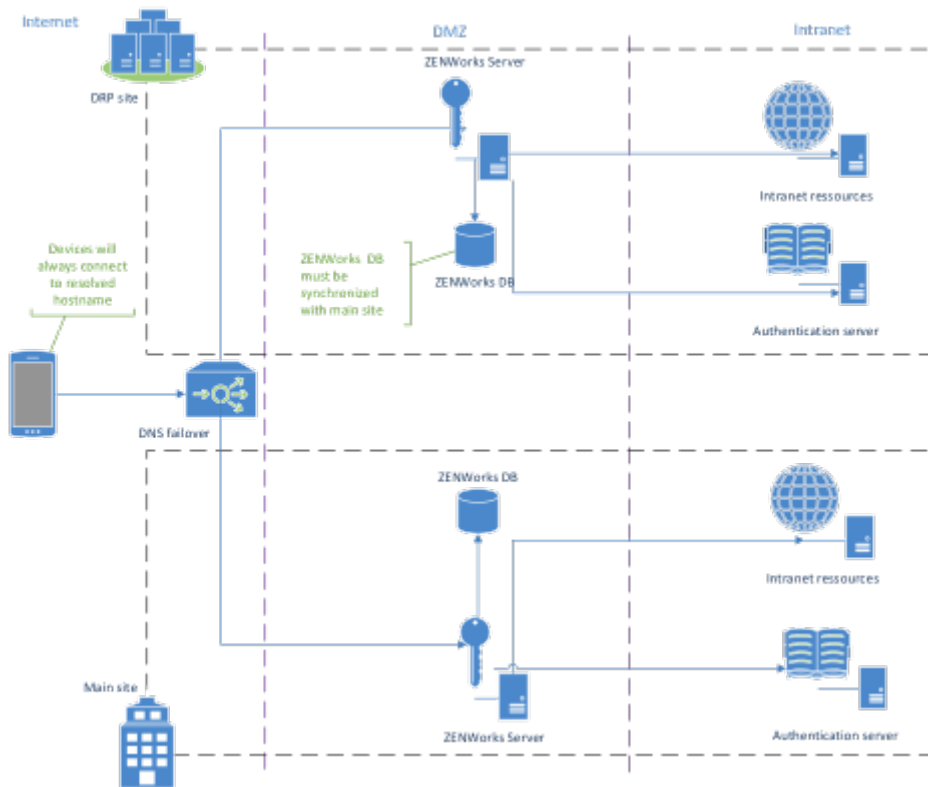 Internet
DMZ
Intranet
ZENWorks Server
DRP site
Intranet ressources
Devices will
always connect
to resolved
hostname
ZENWorks DB
must be
synchronized
with main site
ZENWorks DB
Authentication server
DNS failover
ZENWorks DB
Intranet ressources
Main site
ZENWorks Server
Authentication server